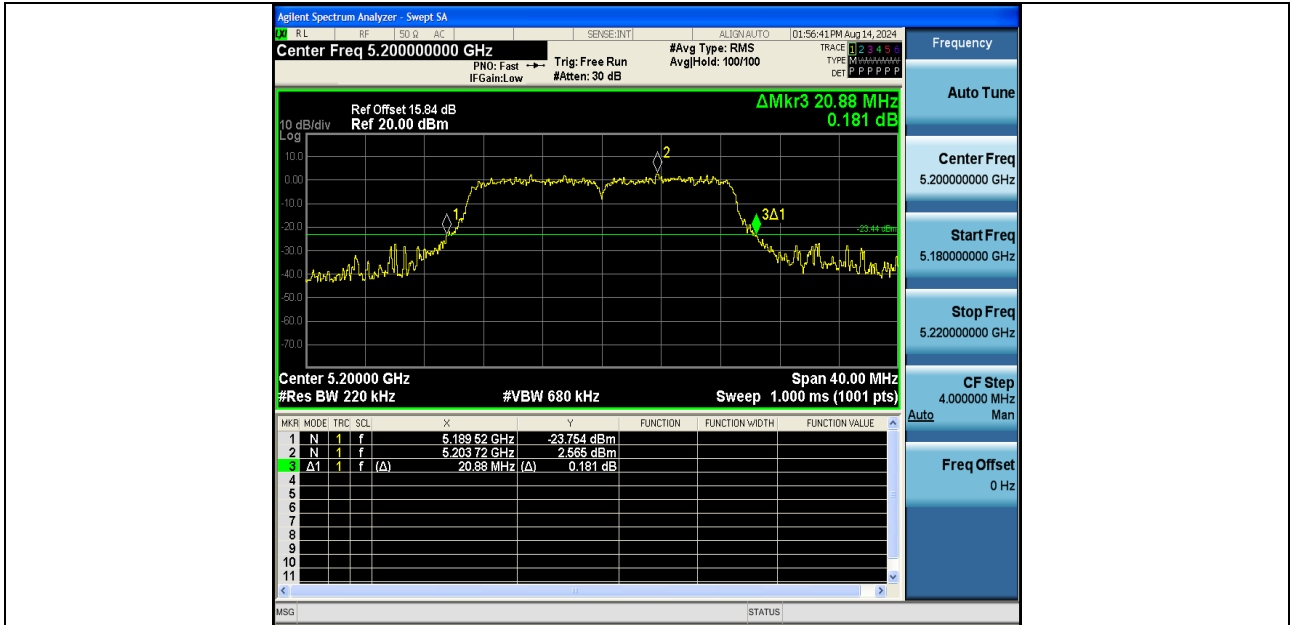 Agilent Spectrum Analyzer - Swept SA
LXI RL RF 50 Ω AC SENSE:INT ALIGN AUTO 01:56:41 PM Aug 14, 2024
Center Freq 5.200000000 GHz
PNO: Fast
IFGain:Low
Trig: Free Run
#Atten: 30 dB
#Avg Type: RMS
Avg|Hold: 100/100
TRACE 1 2 3 4 5 6
TYPE MWWWWW
DET P P P P P P
Ref Offset 15.84 dB
10 dB/div Ref 20.00 dBm
Log
ΔMkr3 20.88 MHz
0.181 dB
10.0
0.00
-10.0
-20.0
-30.0
-40.0
-50.0
-60.0
-70.0
1
2
3Δ1
-23.44 dBm
Center 5.20000 GHz Span 40.00 MHz
#Res BW 220 kHz #VBW 680 kHz Sweep 1.000 ms (1001 pts)
MKR MODE TRC SCL X Y FUNCTION FUNCTION WIDTH FUNCTION VALUE
1 N 1 f 5.189 52 GHz -23.754 dBm
2 N 1 f 5.203 72 GHz 2.565 dBm
3 Δ1 1 f (Δ) 20.88 MHz (Δ) 0.181 dB
4
5
6
7
8
9
10
11
MSG STATUS
Frequency
Auto Tune
Center Freq
5.200000000 GHz
Start Freq
5.180000000 GHz
Stop Freq
5.220000000 GHz
CF Step
4.000000 MHz
Auto Man
Freq Offset
0 Hz